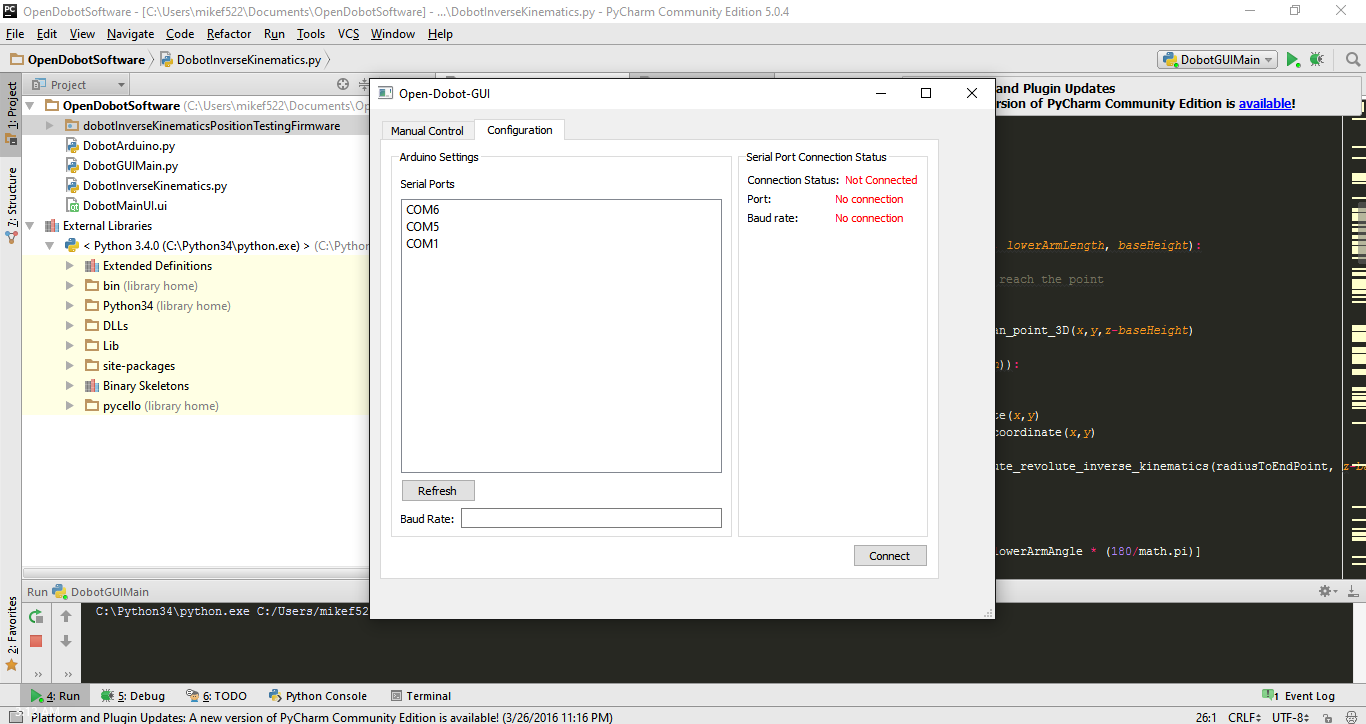 PC OpenDobotSoftware - [C:\Users\mikef522\Documents\OpenDobotSoftware] - ...\DobotInverseKinematics.py - PyCharm Community Edition 5.0.4
File Edit View Navigate Code Refactor Run Tools VCS Window Help
OpenDobotSoftware DobotInverseKinematics.py DobotGUIMain
1: Project
7: Structure
2: Favorites
Project
OpenDobotSoftware (C:\Users\mikef522\Documents\Op
dobotInverseKinematicsPositionTestingFirmware
DobotArduino.py
DobotGUIMain.py
DobotInverseKinematics.py
DobotMainUI.ui
External Libraries
< Python 3.4.0 (C:\Python34\python.exe) > (C:\Python
Extended Definitions
bin (library home)
Python34 (library home)
DLLs
Lib
site-packages
Binary Skeletons
pycello (library home)
Open-Dobot-GUI
Manual Control Configuration
Arduino Settings
Serial Ports
COM6
COM5
COM1
Refresh
Baud Rate:
Serial Port Connection Status
Connection Status: Not Connected
Port: No connection
Baud rate: No connection
Connect
and Plugin Updates
rsion of PyCharm Community Edition is available!
lowerArmLength, baseHeight):
reach the point
an_point_3D(x,y,z-baseHeight)
)):
te(x,y)
coordinate(x,y)
ute_revolute_inverse_kinematics(radiusToEndPoint, z-ba
lowerArmAngle * (180/math.pi)]
Run DobotGUIMain
C:\Python34\python.exe C:/Users/mikef522
4: Run 5: Debug 6: TODO Python Console Terminal 1 Event Log
Platform and Plugin Updates: A new version of PyCharm Community Edition is available! (3/26/2016 11:16 PM) 26:1 CRLF UTF-8